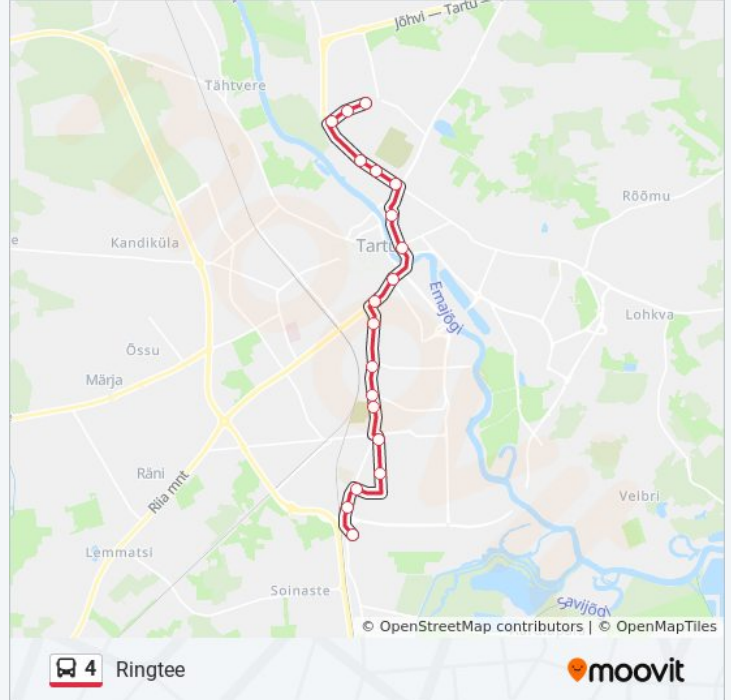 Jõhvi — Tartu —
Tähtvere
Rõõmu
Kandiküla
Tartu
Emajõgi
Lohkva
Õssu
Märja
Räni
Riia mnt
Veibri
Lemmatsi
Soinaste
Savijõgi
© OpenStreetMap contributors | © OpenMapTiles
4 Ringtee
moovit